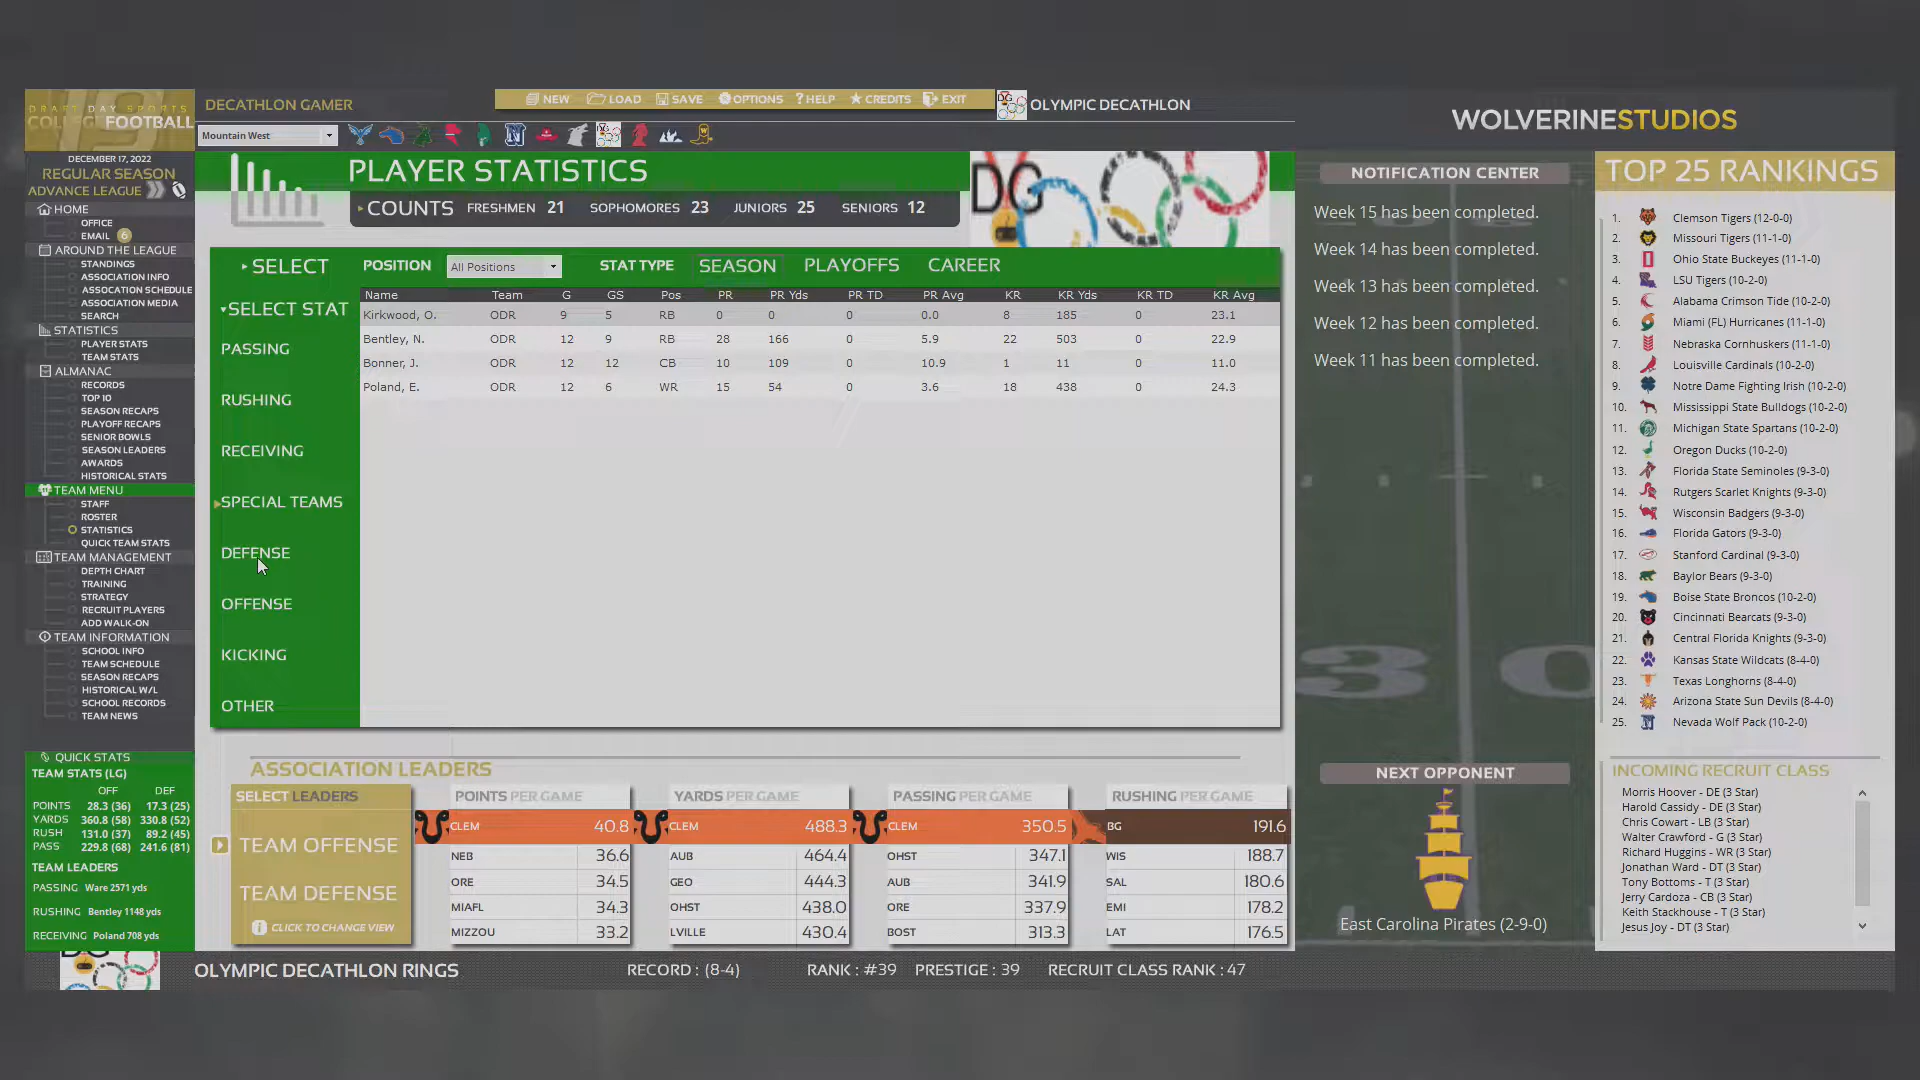 DRAFT DAY SPORTS
COLLEGE FOOTBALL
DECATHLON GAMER
NEW LOAD SAVE OPTIONS ? HELP CREDITS EXIT
OLYMPIC DECATHLON
WOLVERINESTUDIOS
Mountain West
DECEMBER 17, 2022
REGULAR SEASON
ADVANCE LEAGUE
HOME
OFFICE
EMAIL 6
AROUND THE LEAGUE
STANDINGS
ASSOCIATION INFO
ASSOCATION SCHEDULE
ASSOCIATION MEDIA
SEARCH
STATISTICS
PLAYER STATS
TEAM STATS
ALMANAC
RECORDS
TOP 10
SEASON RECAPS
PLAYOFF RECAPS
SENIOR BOWLS
SEASON LEADERS
AWARDS
HISTORICAL STATS
TEAM MENU
STAFF
ROSTER
STATISTICS
QUICK TEAM STATS
TEAM MANAGEMENT
DEPTH CHART
TRAINING
STRATEGY
RECRUIT PLAYERS
ADD WALK-ON
TEAM INFORMATION
SCHOOL INFO
TEAM SCHEDULE
SEASON RECAPS
HISTORICAL W/L
SCHOOL RECORDS
TEAM NEWS
QUICK STATS
TEAM STATS (LG)
OFF DEF
POINTS 28.3 (36) 17.3 (25)
YARDS 360.8 (58) 330.8 (52)
RUSH 131.0 (37) 89.2 (45)
PASS 229.8 (68) 241.6 (81)
TEAM LEADERS
PASSING Ware 2571 yds
RUSHING Bentley 1148 yds
RECEIVING Poland 708 yds
PLAYER STATISTICS
COUNTS FRESHMEN 21 SOPHOMORES 23 JUNIORS 25 SENIORS 12
DG
SELECT POSITION All Positions STAT TYPE SEASON PLAYOFFS CAREER
SELECT STAT
PASSING
RUSHING
RECEIVING
SPECIAL TEAMS
DEFENSE
OFFENSE
KICKING
OTHER
Name Team G GS Pos PR PR Yds PR TD PR Avg KR KR Yds KR TD KR Avg
Kirkwood, O. ODR 9 5 RB 0 0 0 0.0 8 185 0 23.1
Bentley, N. ODR 12 9 RB 28 166 0 5.9 22 503 0 22.9
Bonner, J. ODR 12 12 CB 10 109 0 10.9 1 11 0 11.0
Poland, E. ODR 12 6 WR 15 54 0 3.6 18 438 0 24.3
ASSOCIATION LEADERS
SELECT LEADERS
TEAM OFFENSE
TEAM DEFENSE
CLICK TO CHANGE VIEW
POINTS PER GAME
CLEM 40.8
NEB 36.6
ORE 34.5
MIAFL 34.3
MIZZOU 33.2
YARDS PER GAME
CLEM 488.3
AUB 464.4
GEO 444.3
OHST 438.0
LVILLE 430.4
PASSING PER GAME
CLEM 350.5
OHST 347.1
AUB 341.9
ORE 337.9
BOST 313.3
RUSHING PER GAME
BG 191.6
WIS 188.7
SAL 180.6
EMI 178.2
LAT 176.5
NOTIFICATION CENTER
Week 15 has been completed.
Week 14 has been completed.
Week 13 has been completed.
Week 12 has been completed.
Week 11 has been completed.
3 0
NEXT OPPONENT
East Carolina Pirates (2-9-0)
TOP 25 RANKINGS
1. Clemson Tigers (12-0-0)
2. Missouri Tigers (11-1-0)
3. Ohio State Buckeyes (11-1-0)
4. LSU Tigers (10-2-0)
5. Alabama Crimson Tide (10-2-0)
6. Miami (FL) Hurricanes (11-1-0)
7. Nebraska Cornhuskers (11-1-0)
8. Louisville Cardinals (10-2-0)
9. Notre Dame Fighting Irish (10-2-0)
10. Mississippi State Bulldogs (10-2-0)
11. Michigan State Spartans (10-2-0)
12. Oregon Ducks (10-2-0)
13. Florida State Seminoles (9-3-0)
14. Rutgers Scarlet Knights (9-3-0)
15. Wisconsin Badgers (9-3-0)
16. Florida Gators (9-3-0)
17. Stanford Cardinal (9-3-0)
18. Baylor Bears (9-3-0)
19. Boise State Broncos (10-2-0)
20. Cincinnati Bearcats (9-3-0)
21. Central Florida Knights (9-3-0)
22. Kansas State Wildcats (8-4-0)
23. Texas Longhorns (8-4-0)
24. Arizona State Sun Devils (8-4-0)
25. Nevada Wolf Pack (10-2-0)
INCOMING RECRUIT CLASS
Morris Hoover - DE (3 Star)
Harold Cassidy - DE (3 Star)
Chris Cowart - LB (3 Star)
Walter Crawford - G (3 Star)
Richard Huggins - WR (3 Star)
Jonathan Ward - DT (3 Star)
Tony Bottoms - T (3 Star)
Jerry Cardoza - CB (3 Star)
Keith Stackhouse - T (3 Star)
Jesus Joy - DT (3 Star)
OLYMPIC DECATHLON RINGS RECORD : (8-4) RANK : #39 PRESTIGE : 39 RECRUIT CLASS RANK : 47